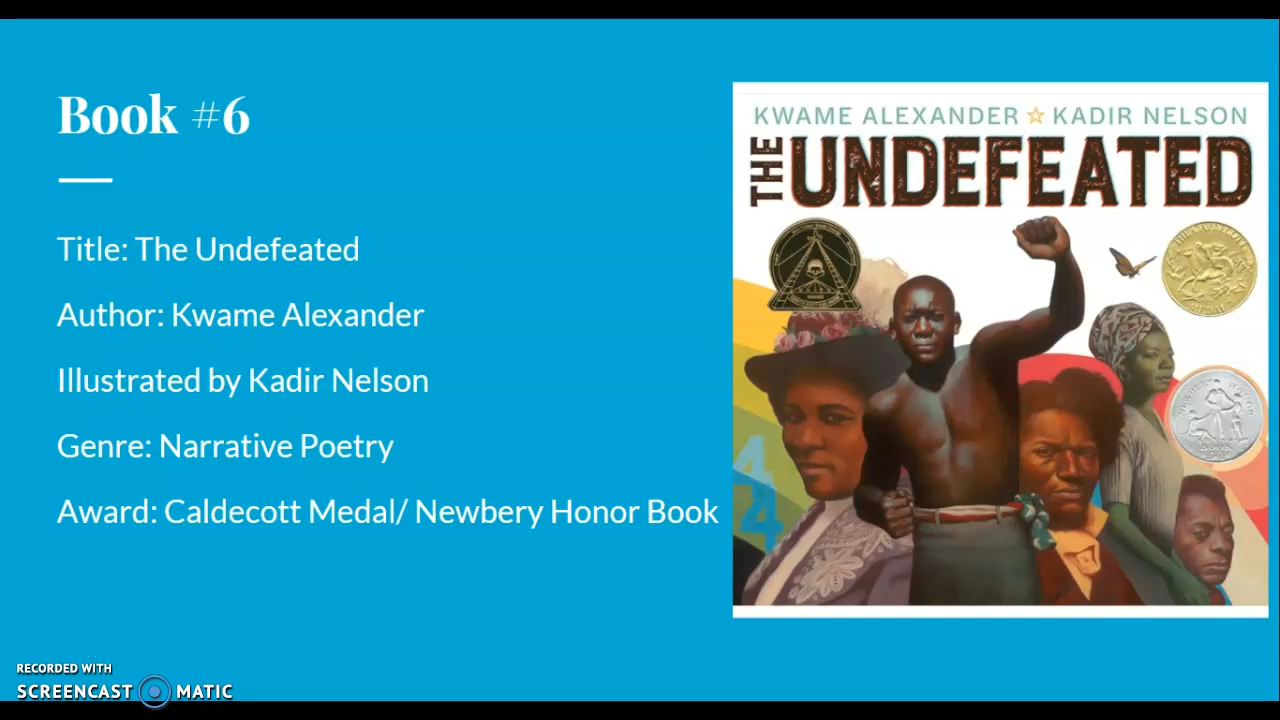 Book #6
Title: The Undefeated
Author: Kwame Alexander
Illustrated by Kadir Nelson
Genre: Narrative Poetry
Award: Caldecott Medal/ Newbery Honor Book
KWAME ALEXANDER ☆ KADIR NELSON
THE UNDEFEATED
44
RECORDED WITH
SCREENCAST MATIC